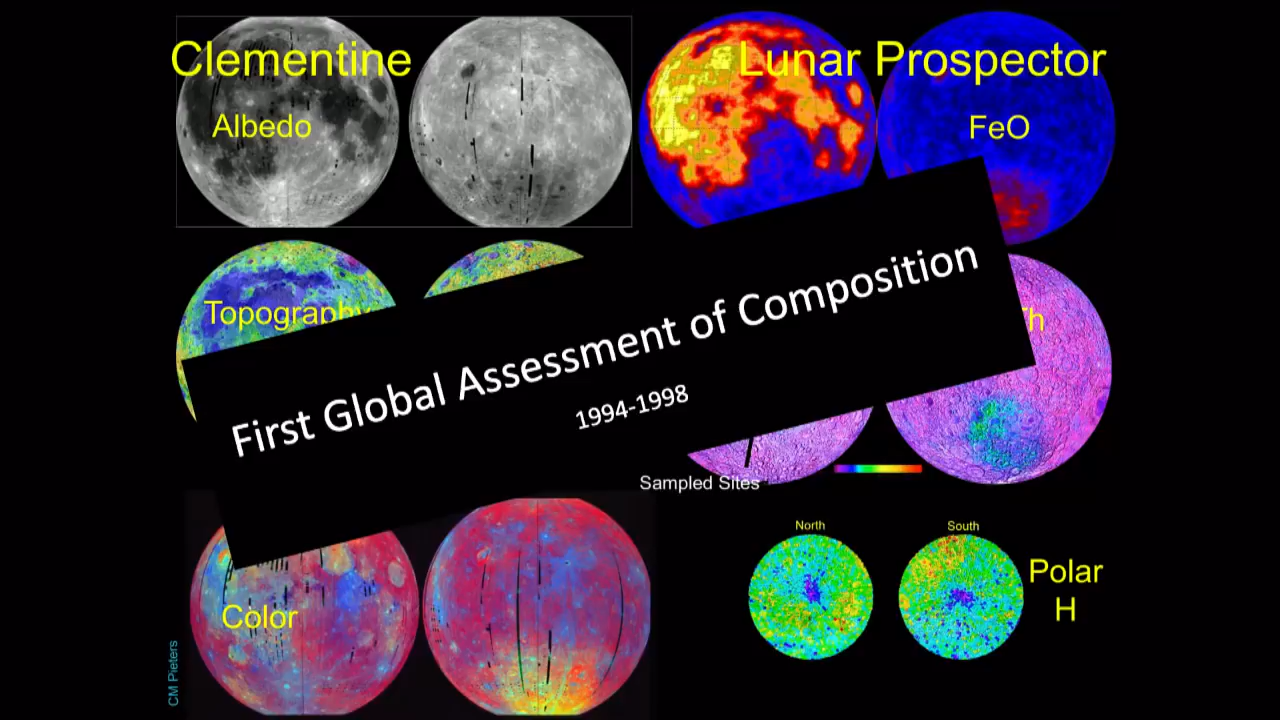 Clementine
Lunar Prospector
Albedo
FeO
Topography
First Global Assessment of Composition
1994-1998
Sampled Sites
North
South
Polar
H
Color
CM Pieters